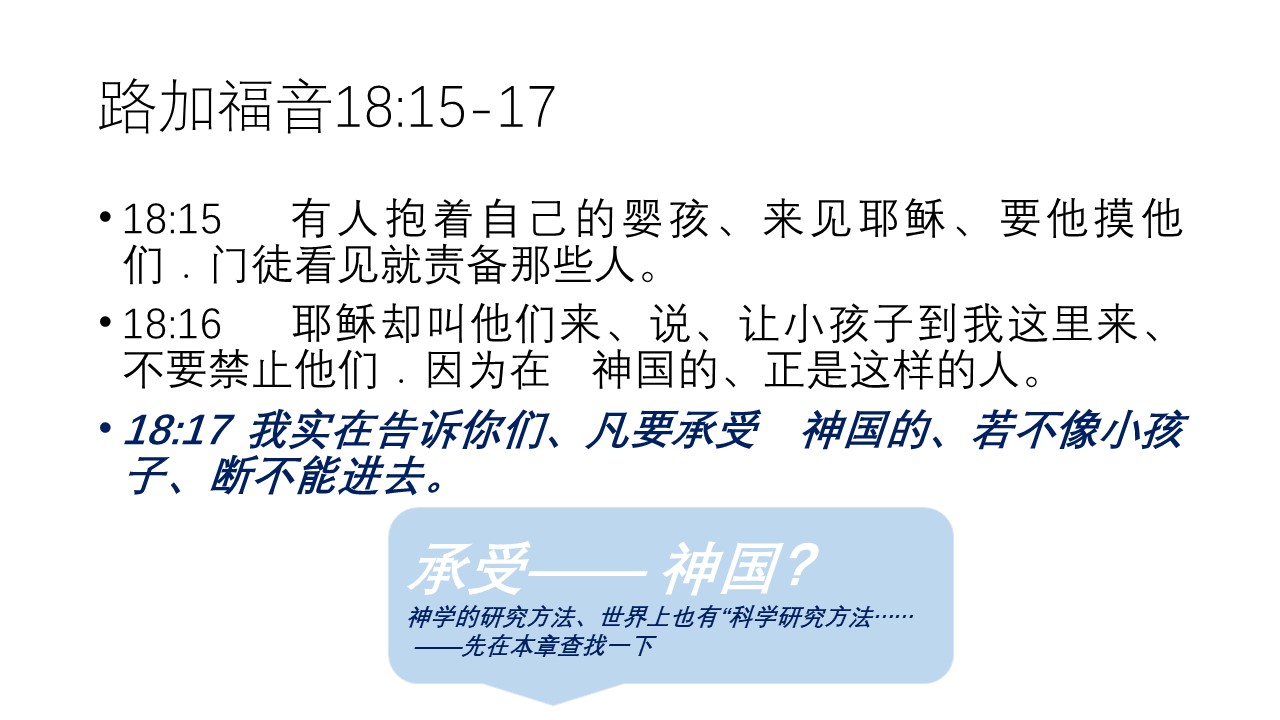 路加福音18:15-17
• 18:15　有人抱着自己的婴孩、来见耶稣、要他摸他
们．门徒看见就责备那些人。
• 18:16　耶稣却叫他们来、说、让小孩子到我这里来、
不要禁止他们．因为在　神国的、正是这样的人。
• 18:17 我实在告诉你们、凡要承受　神国的、若不像小孩
子、断不能进去。
承受—— 神国？
神学的研究方法、世界上也有“科学研究方法……
——先在本章查找一下